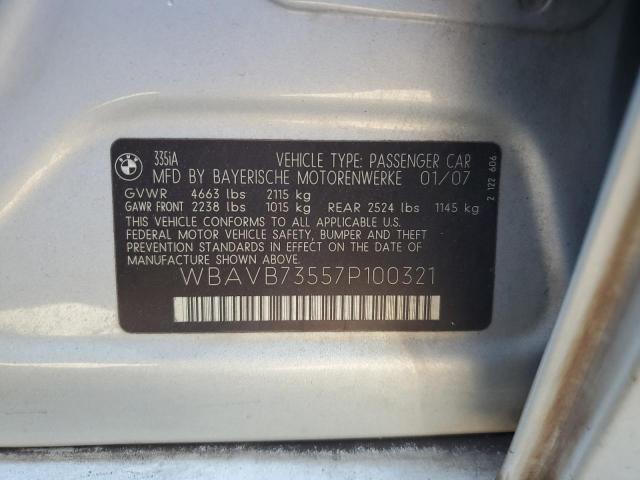 335iA VEHICLE TYPE: PASSENGER CAR
MFD BY BAYERISCHE MOTORENWERKE 01/07
GVWR 4663 lbs 2115 kg
GAWR FRONT 2238 lbs 1015 kg REAR 2524 lbs 1145 kg
THIS VEHICLE CONFORMS TO ALL APPLICABLE U.S.
FEDERAL MOTOR VEHICLE SAFETY, BUMPER AND THEFT
PREVENTION STANDARDS IN EFFECT ON THE DATE OF
MANUFACTURE SHOWN ABOVE.
WBAVB73557P100321
2 122 606